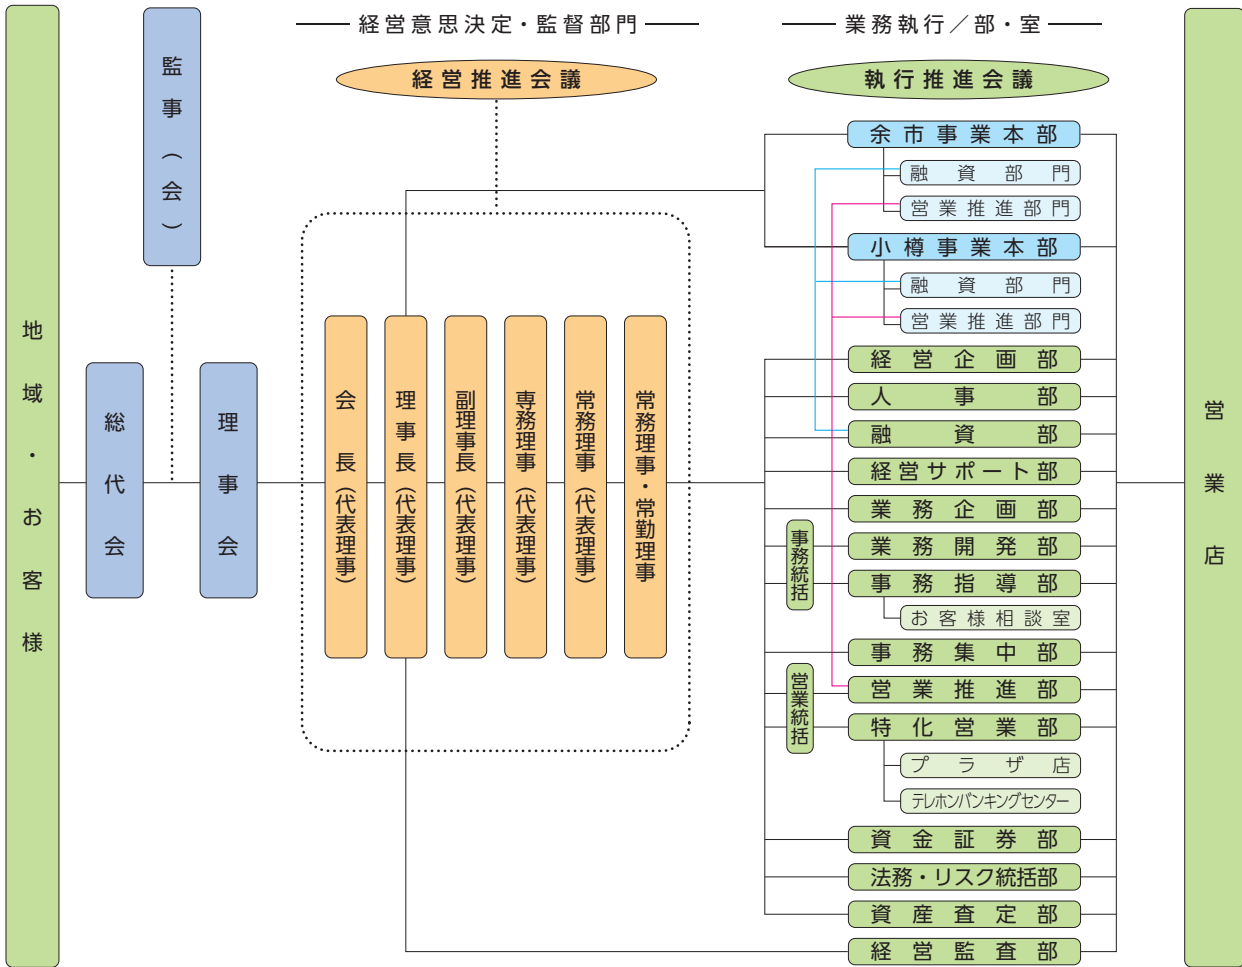 経営意思決定・監督部門
業務執行／部・室
経営推進会議
執行推進会議
地域・お客様
監事（会）
総代会
理事会
会長（代表理事）
理事長（代表理事）
副理事長（代表理事）
専務理事（代表理事）
常務理事（代表理事）
常務理事・常勤理事
余市事業本部
融資部門
営業推進部門
小樽事業本部
融資部門
営業推進部門
経営企画部
人事部
融資部
経営サポート部
業務企画部
事務統括
業務開発部
事務指導部
お客様相談室
事務集中部
営業統括
営業推進部
特化営業部
プラザ店
テレホンバンキングセンター
資金証券部
法務・リスク統括部
資産査定部
経営監査部
営業店